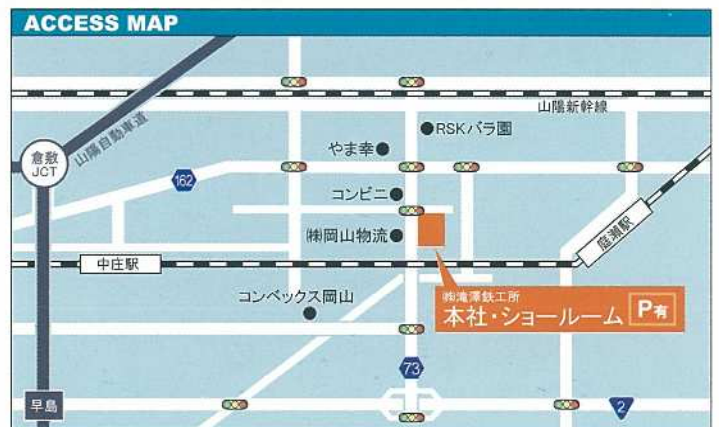 ACCESS MAP
山陽新幹線
RSKバラ園
山陽自動車道
やま幸
倉敷
JCT
162
コンビニ
㈱岡山物流
庭瀬駅
中庄駅
コンベックス岡山
㈱滝澤鉄工所
本社・ショールーム P有
73
早島
2